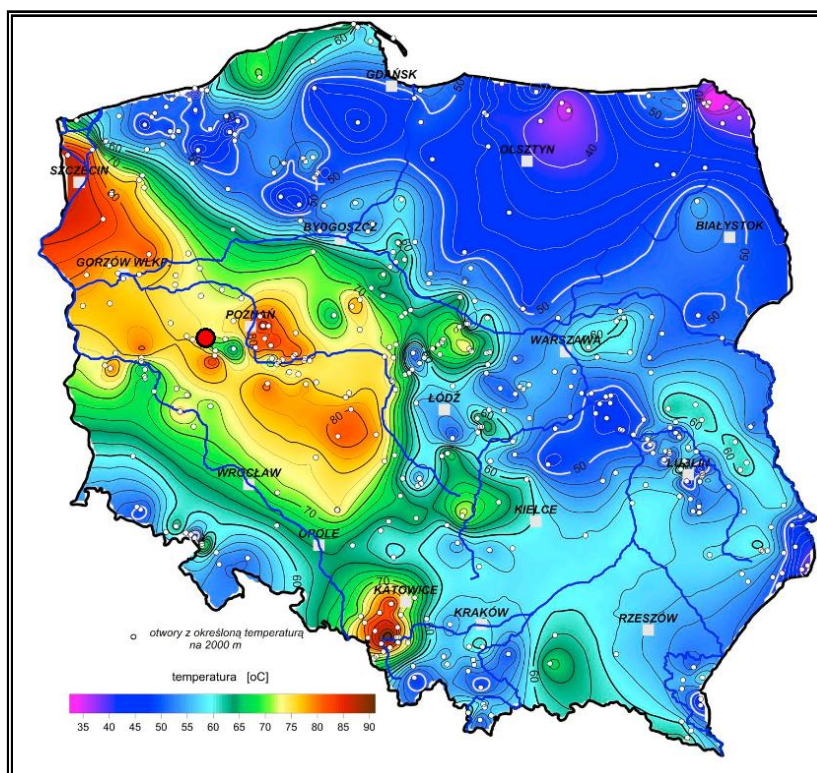 GDAŃSK
OLSZTYN
SZCZECIN
BYDGOSZCZ
BIAŁYSTOK
GORZÓW WLKP.
POZNAŃ
WARSZAWA
ŁÓDŹ
LUBLIN
WROCŁAW
KIELCE
OPOLE
KATOWICE
KRAKÓW
RZESZÓW
otwory z określoną temperaturą
na 2000 m
temperatura [oC]
35 40 45 50 55 60 65 70 75 80 85 90